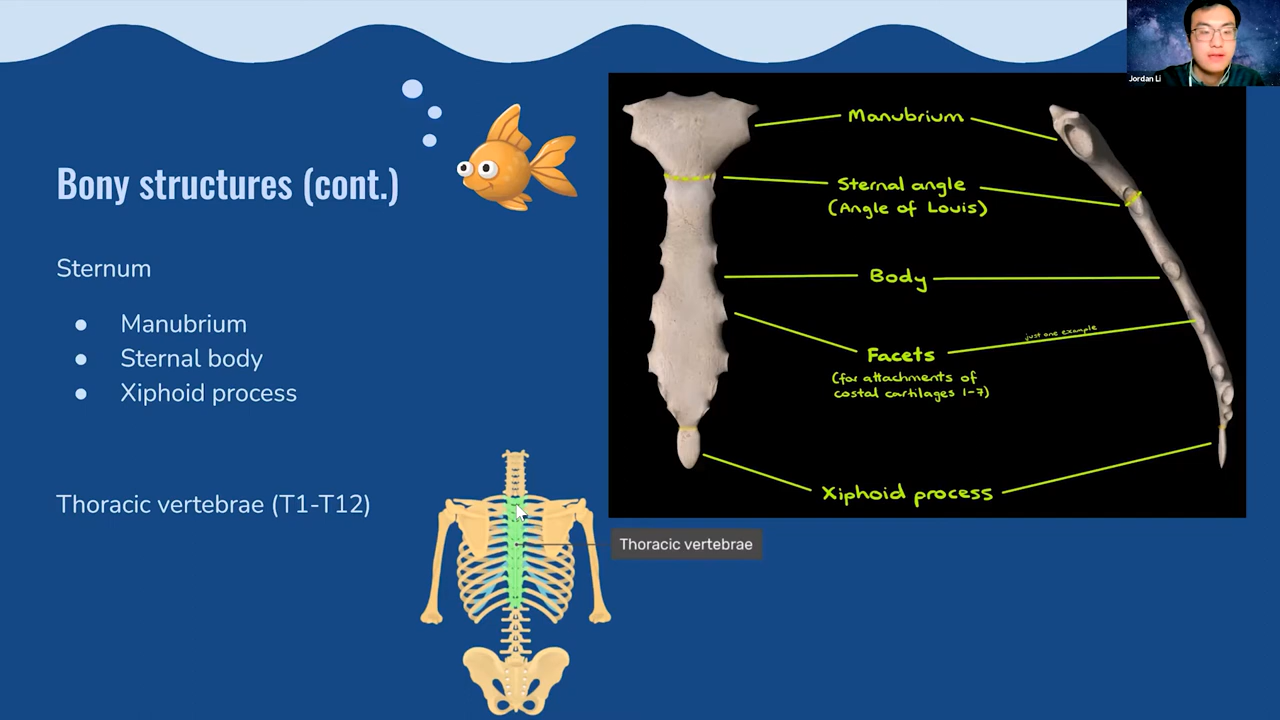 Jordan Li
Bony structures (cont.)
Sternum
● Manubrium
● Sternal body
● Xiphoid process
Thoracic vertebrae (T1-T12)
Manubrium
Sternal angle
(Angle of Louis)
Body
just one example
Facets
(for attachments of
costal cartilages 1-7)
Xiphoid process
Thoracic vertebrae